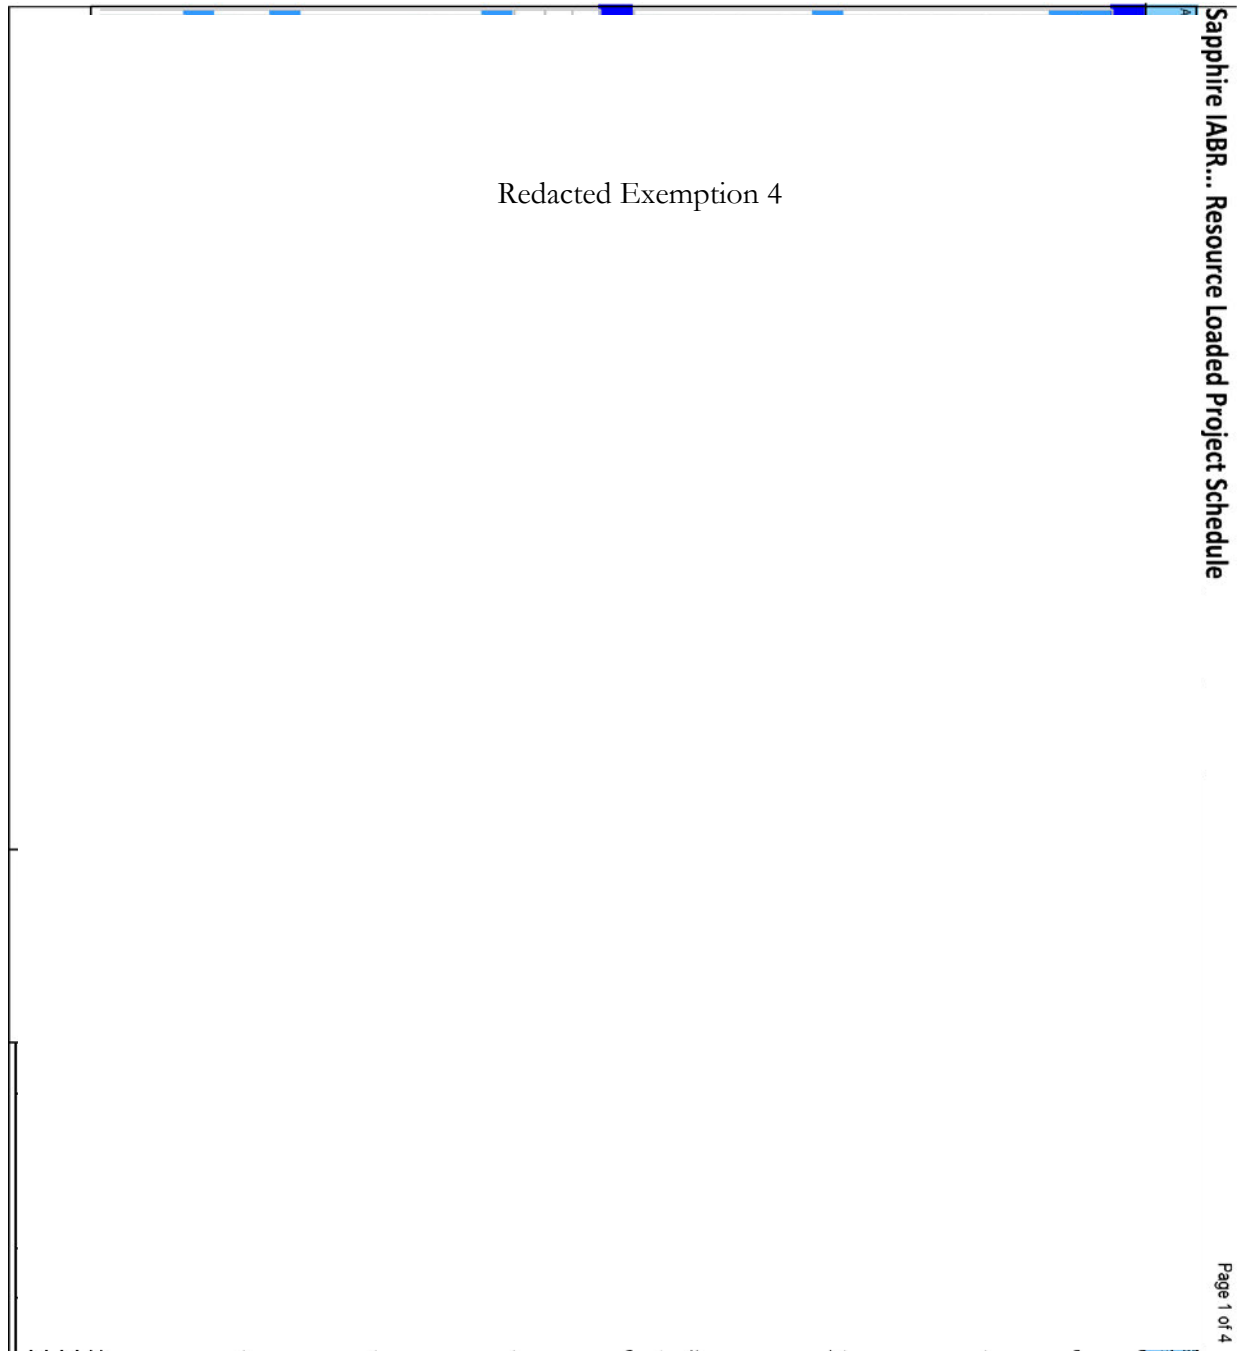 Sapphire IABR... Resource Loaded Project Schedule
Page 1 of 4
Redacted Exemption 4